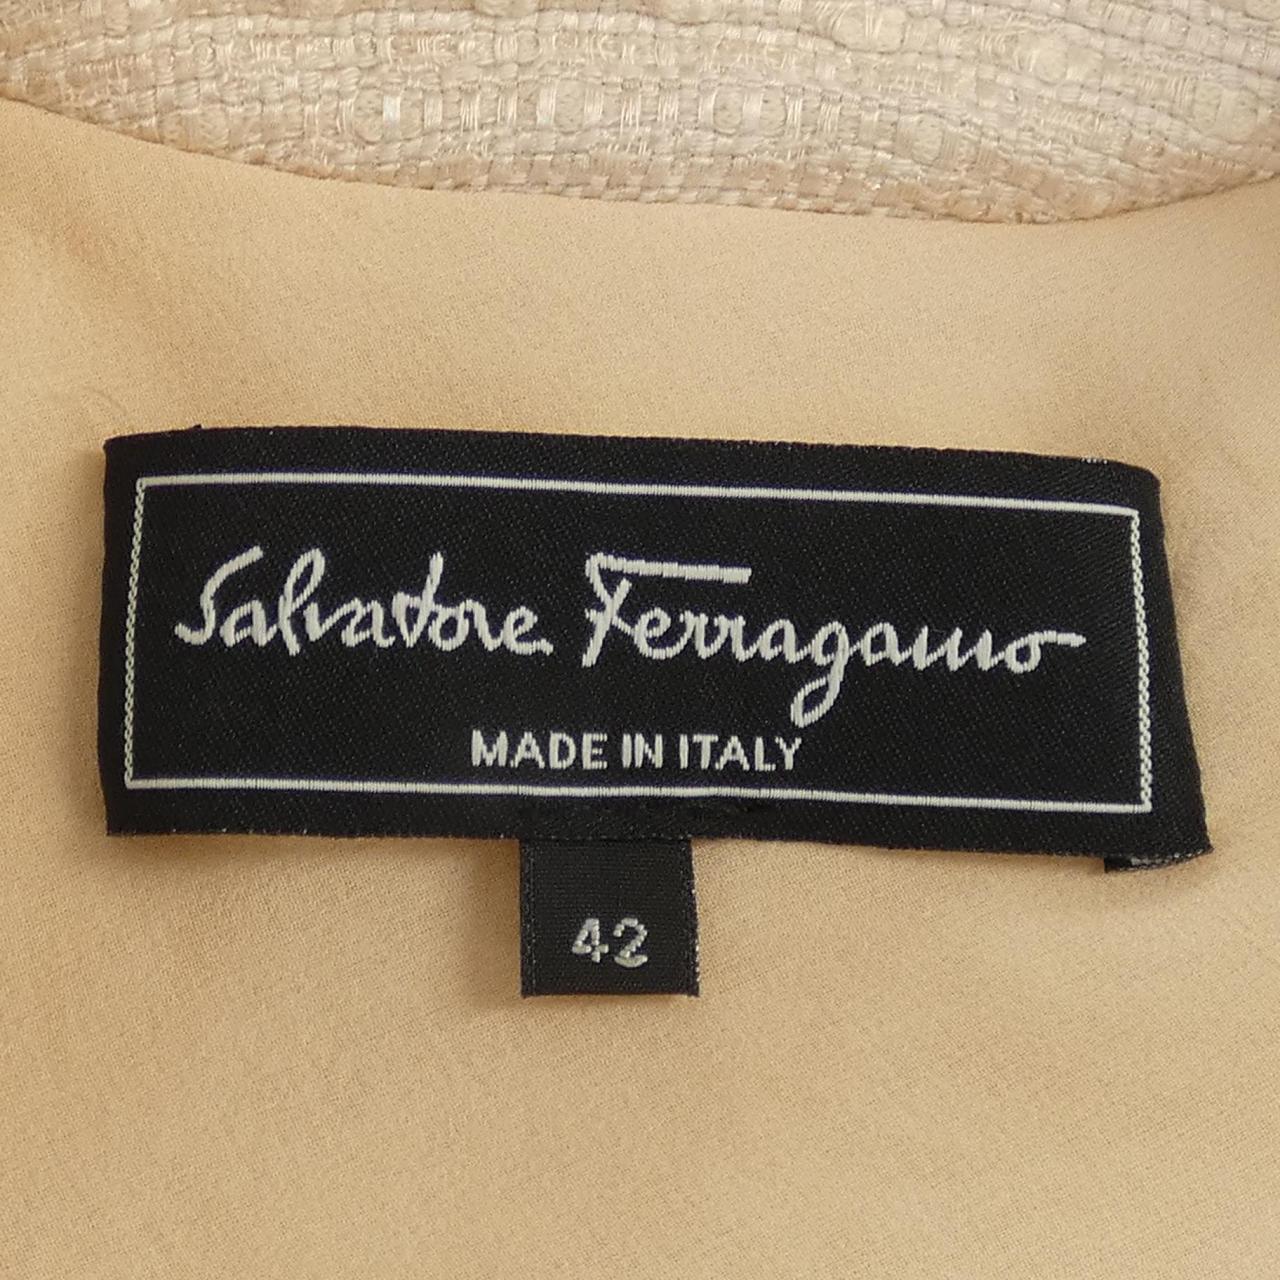 Salvatore Ferragamo
MADE IN ITALY
42